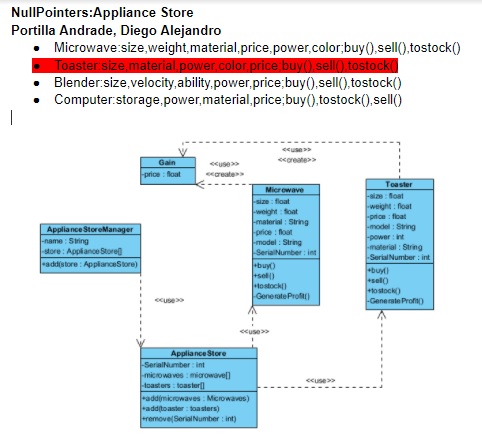 NullPointers:Appliance Store
Portilla Andrade, Diego Alejandro
● Microwave:size,weight,material,price,power,color;buy(),sell(),tostock()
● Toaster:size,material,power,color,price;buy(),sell(),tostock()
● Blender:size,velocity,ability,power,price;buy(),sell(),tostock()
● Computer:storage,power,material,price;buy(),tostock(),sell()
<<use>>
<<create>>
Gain
-price : float
<<use>>
<<create>>
Microwave
-size : float
-weight : float
-material : String
-price : float
-model : String
-SerialNumber : int
+buy()
+sell()
+tostock()
-GenerateProfit()
Toaster
-size : float
-weight : float
-price : float
-model : String
-power : int
-material : String
-SerialNumber : int
+buy()
+sell()
+tostock()
-GenerateProfit()
ApplianceStoreManager
-name : String
-store : ApplianceStore[]
+add(store : ApplianceStore)
<<use>>
<<use>>
<<use>>
ApplianceStore
-SerialNumber : int
-microwaves : microwave[]
-toasters : toaster[]
+add(microwaves : Microwaves)
+add(toaster : toasters)
+remove(SerialNumber : int)